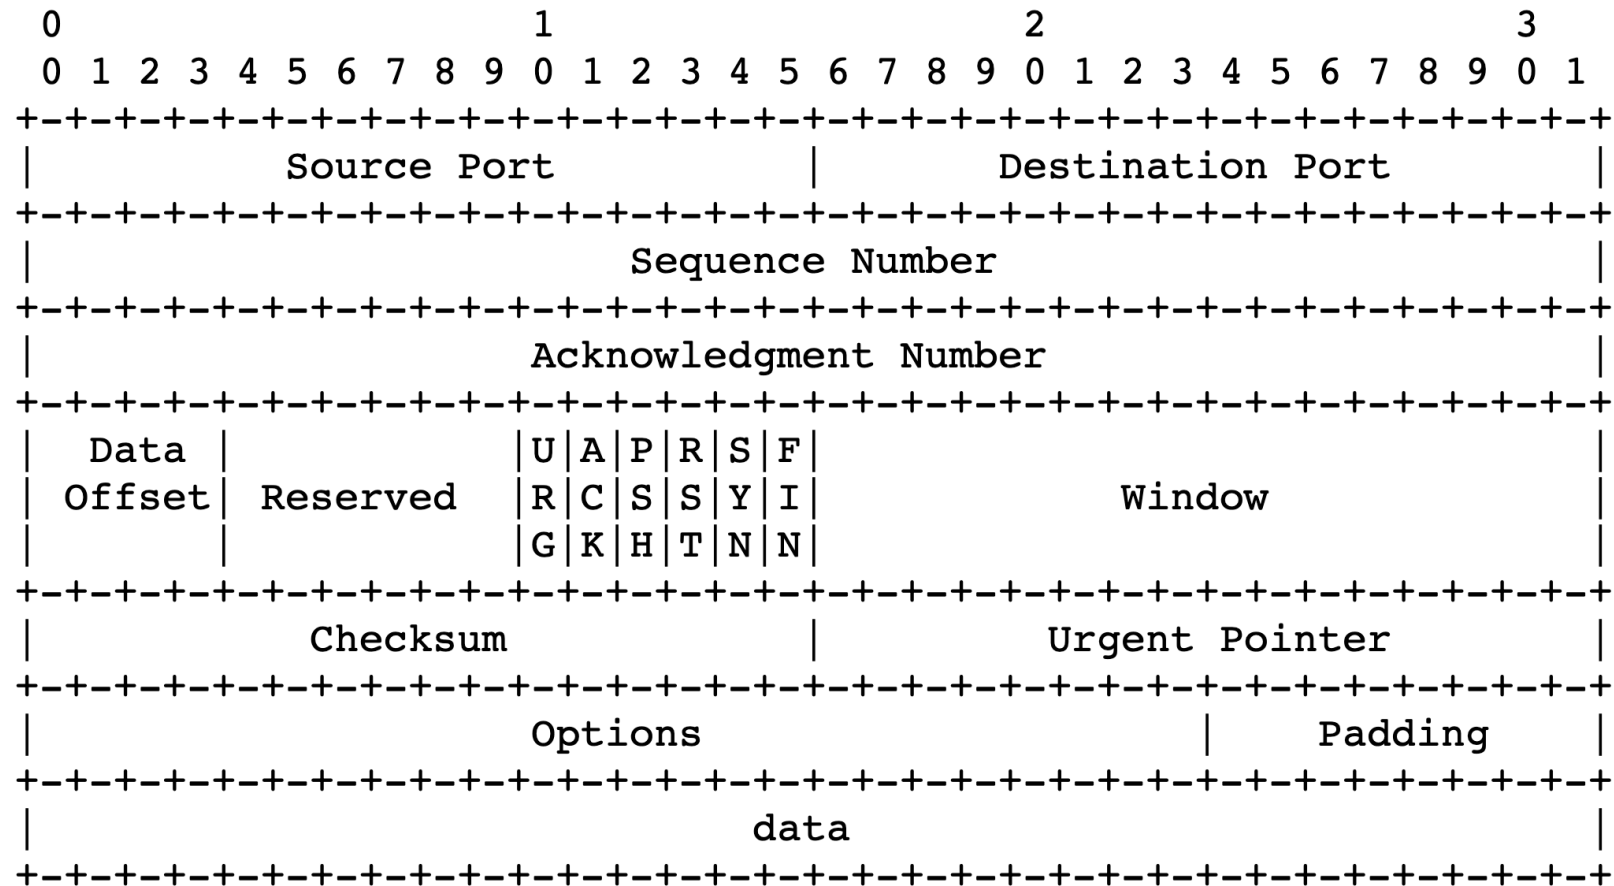 0                   1                   2                   3
 0 1 2 3 4 5 6 7 8 9 0 1 2 3 4 5 6 7 8 9 0 1 2 3 4 5 6 7 8 9 0 1
+-+-+-+-+-+-+-+-+-+-+-+-+-+-+-+-+-+-+-+-+-+-+-+-+-+-+-+-+-+-+-+-+
|          Source Port          |       Destination Port        |
+-+-+-+-+-+-+-+-+-+-+-+-+-+-+-+-+-+-+-+-+-+-+-+-+-+-+-+-+-+-+-+-+
|                        Sequence Number                        |
+-+-+-+-+-+-+-+-+-+-+-+-+-+-+-+-+-+-+-+-+-+-+-+-+-+-+-+-+-+-+-+-+
|                    Acknowledgment Number                      |
+-+-+-+-+-+-+-+-+-+-+-+-+-+-+-+-+-+-+-+-+-+-+-+-+-+-+-+-+-+-+-+-+
|  Data |           |U|A|P|R|S|F|                               |
| Offset| Reserved  |R|C|S|S|Y|I|            Window             |
|       |           |G|K|H|T|N|N|                               |
+-+-+-+-+-+-+-+-+-+-+-+-+-+-+-+-+-+-+-+-+-+-+-+-+-+-+-+-+-+-+-+-+
|           Checksum            |         Urgent Pointer        |
+-+-+-+-+-+-+-+-+-+-+-+-+-+-+-+-+-+-+-+-+-+-+-+-+-+-+-+-+-+-+-+-+
|                    Options                    |    Padding    |
+-+-+-+-+-+-+-+-+-+-+-+-+-+-+-+-+-+-+-+-+-+-+-+-+-+-+-+-+-+-+-+-+
|                             data                              |
+-+-+-+-+-+-+-+-+-+-+-+-+-+-+-+-+-+-+-+-+-+-+-+-+-+-+-+-+-+-+-+-+